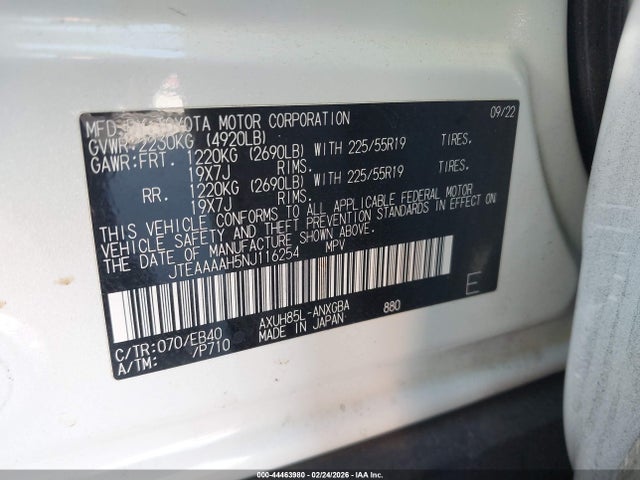 MFD. BY TOYOTA MOTOR CORPORATION 09/22
GVWR: 2230KG (4920LB)
GAWR:FRT. 1220KG (2690LB) WITH 225/55R19 TIRES.
19X7J RIMS.
RR. 1220KG (2690LB) WITH 225/55R19 TIRES.
19X7J RIMS.
THIS VEHICLE CONFORMS TO ALL APPLICABLE FEDERAL MOTOR
VEHICLE SAFETY AND THEFT PREVENTION STANDARDS IN EFFECT ON
THE DATE OF MANUFACTURE SHOWN ABOVE.
JTEAAAAH5NJ116254 MPV
E
C/TR:070/EB40 AXUH85L-ANXGBA 880
A/TM: /P710 MADE IN JAPAN
000-44463980 - 02/24/2026 - IAA Inc.